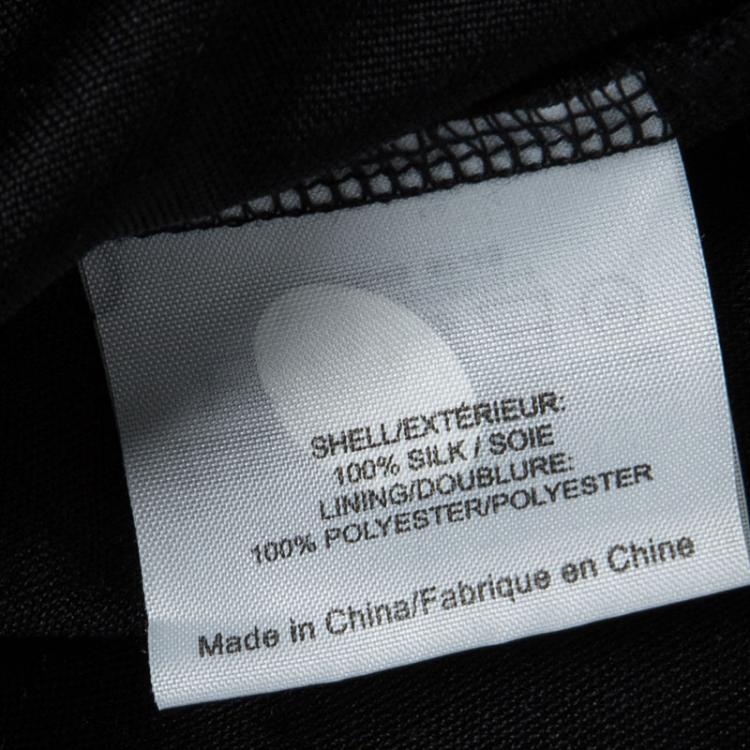 SHELL/EXTÉRIEUR:
100% SILK / SOIE
LINING/DOUBLURE:
100% POLYESTER/POLYESTER
Made in China/Fabrique en Chine